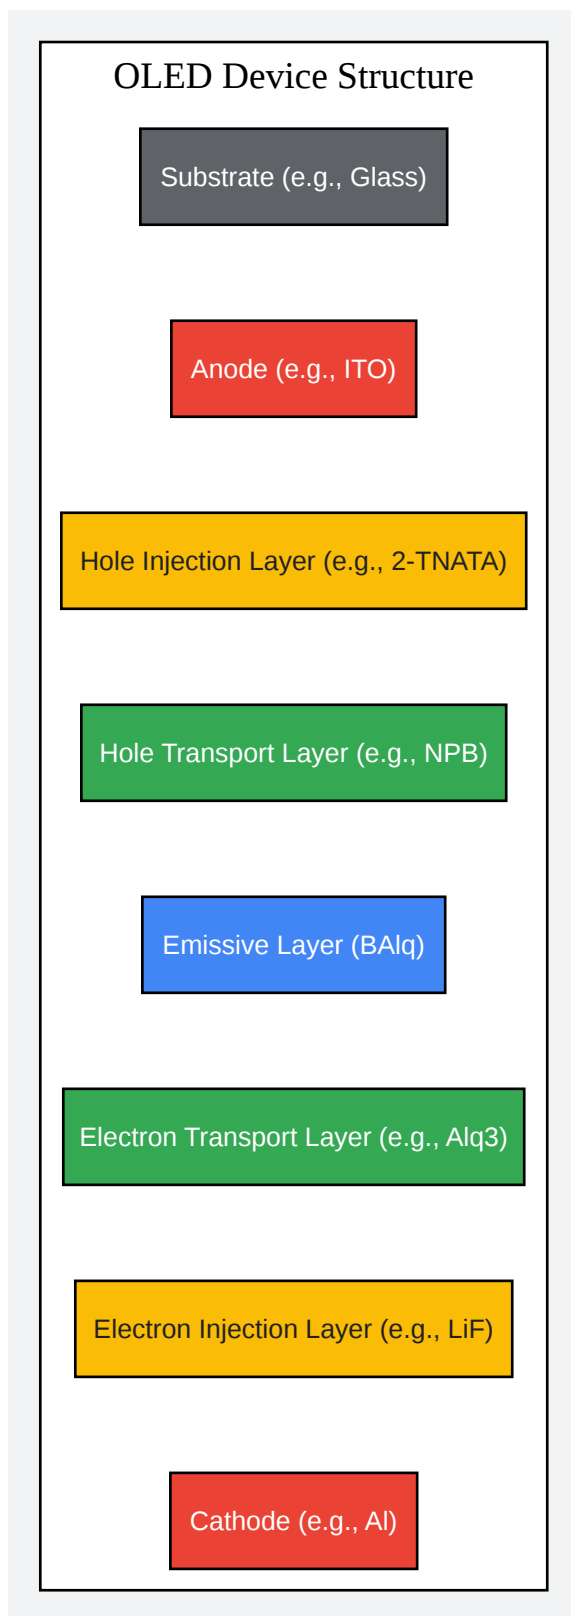 OLED Device Structure
Substrate (e.g., Glass)
Anode (e.g., ITO)
Hole Injection Layer (e.g., 2-TNATA)
Hole Transport Layer (e.g., NPB)
Emissive Layer (BAlq)
Electron Transport Layer (e.g., Alq3)
Electron Injection Layer (e.g., LiF)
Cathode (e.g., Al)